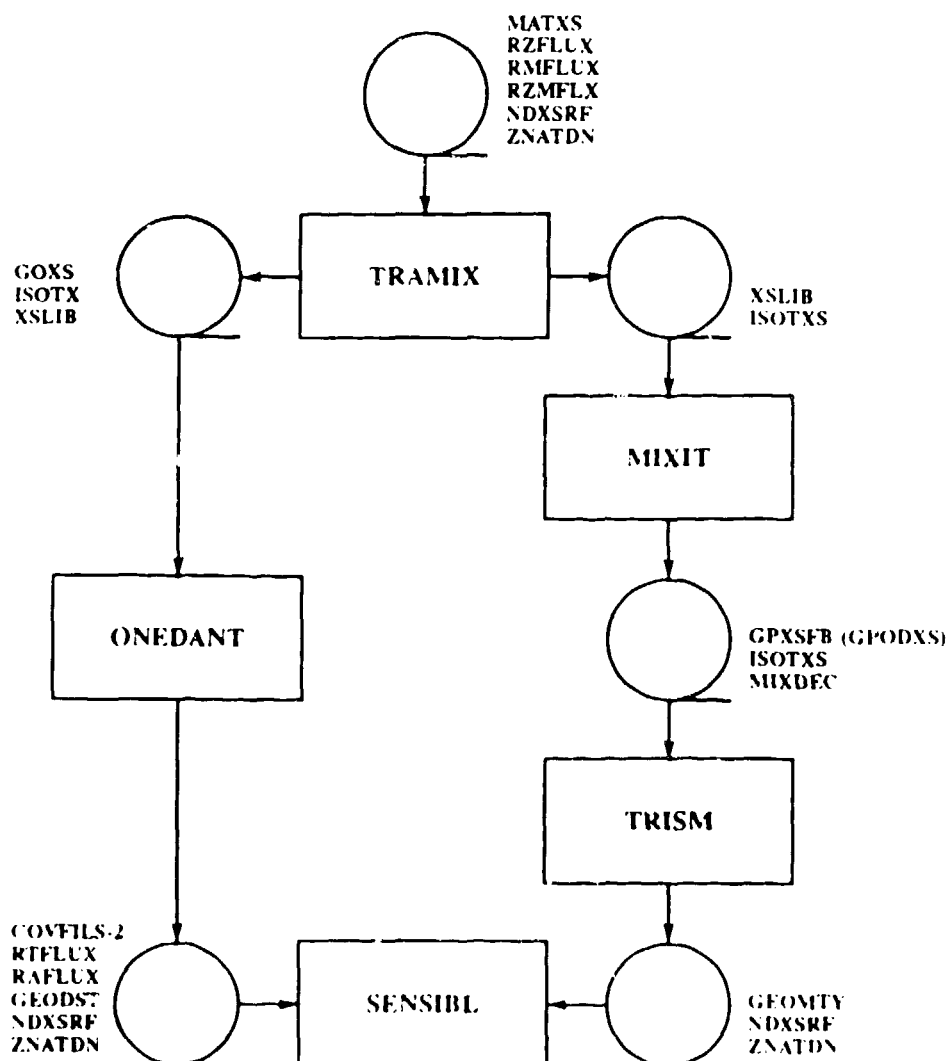 MATXS
RZFLUX
RMFLUX
RZMFLX
NDXSRF
ZNATDN
TRAMIX
GOXS
ISOTX
XSLIB
XSLIB
ISOTXS
MIXIT
ONEDANT
GPXSFB (GPODXS)
ISOTXS
MIXDEC
TRISM
COVFILS-2
RTFLUX
RAFLUX
GEODST
NDXSRF
ZNATDN
SENSIBL
GEOMTY
NDXSRF
ZNATDN